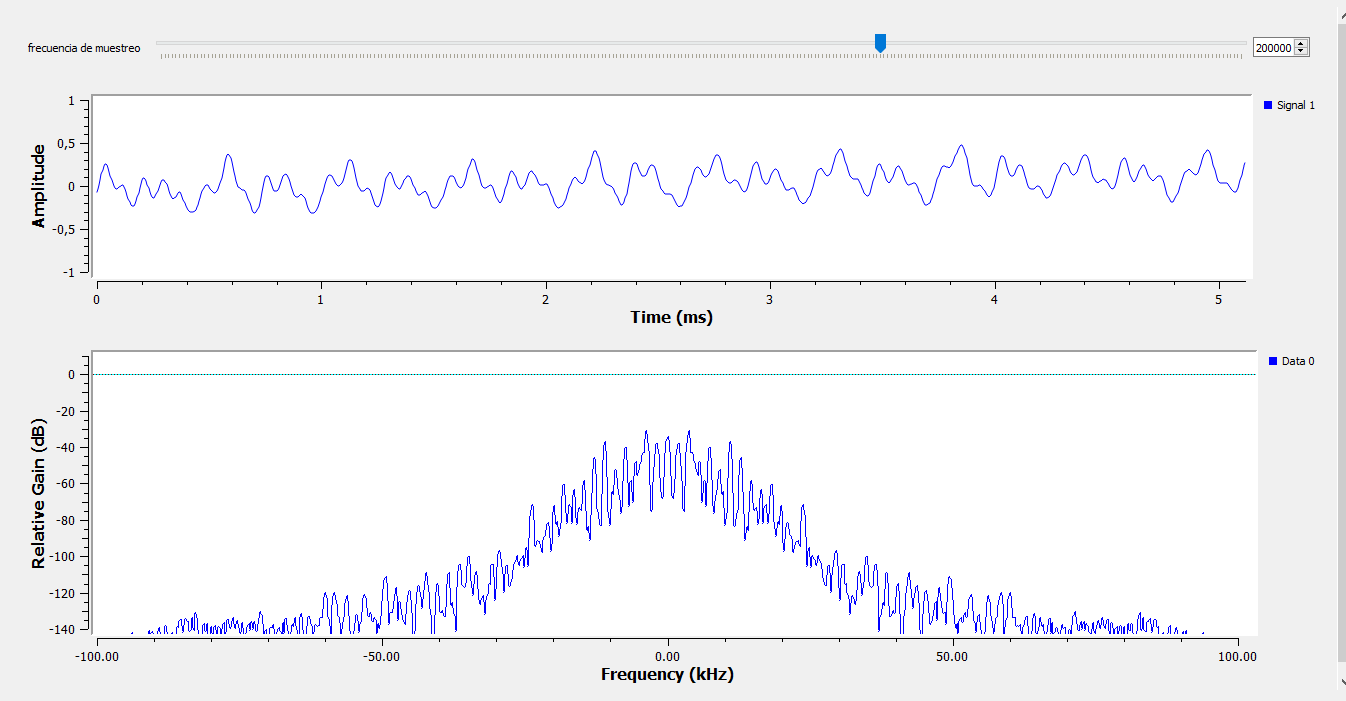 frecuencia de muestreo
200000
Signal 1
Amplitude
1
0,5
0
-0,5
-1
0 1 2 3 4 5
Time (ms)
Data 0
Relative Gain (dB)
0
-20
-40
-60
-80
-100
-120
-140
-100.00 -50.00 0.00 50.00 100.00
Frequency (kHz)